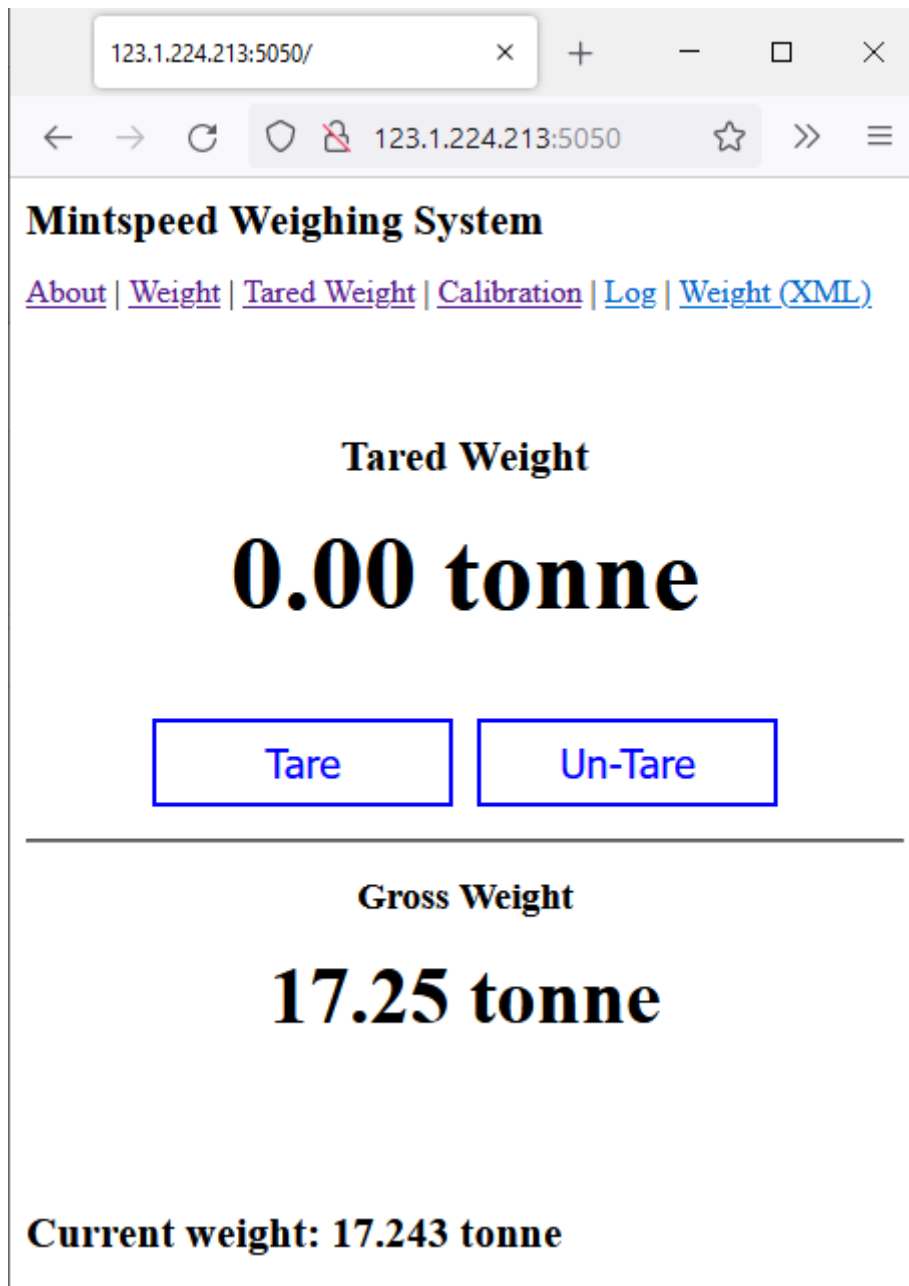 123.1.224.213:5050/
123.1.224.213:5050
Mintspeed Weighing System
About | Weight | Tared Weight | Calibration | Log | Weight (XML)
Tared Weight
0.00 tonne
Tare Un-Tare
Gross Weight
17.25 tonne
Current weight: 17.243 tonne